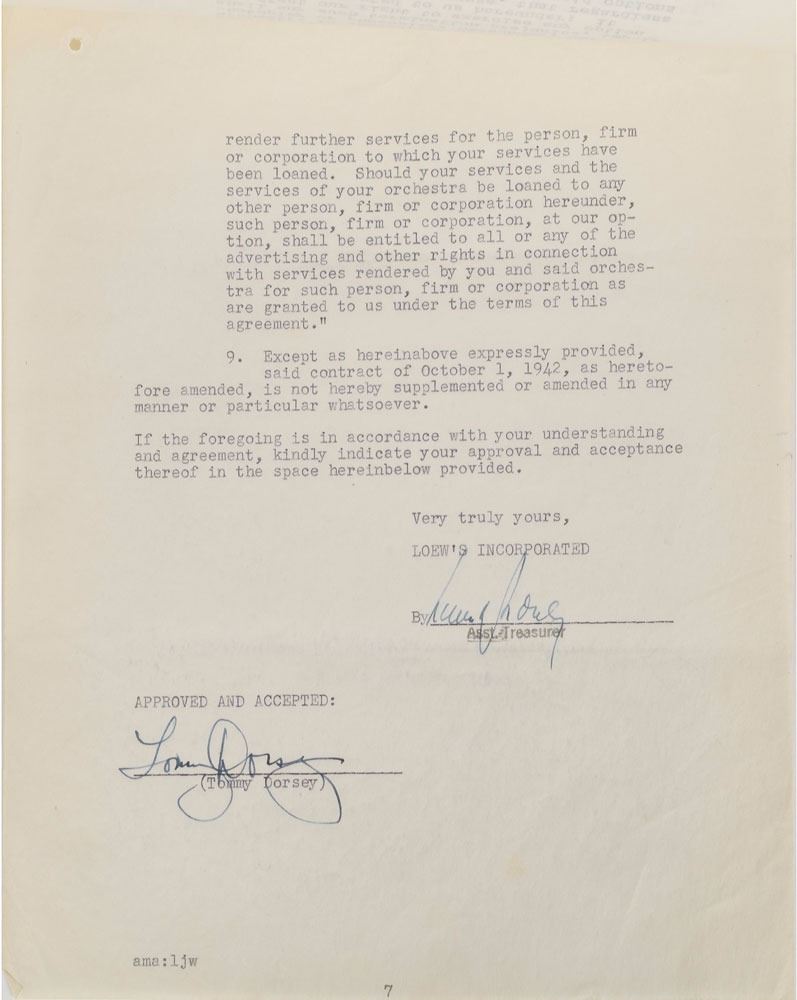 render further services for the person, firm
or corporation to which your services have
been loaned. Should your services and the
services of your orchestra be loaned to any
other person, firm or corporation hereunder,
such person, firm or corporation, at our op-
tion, shall be entitled to all or any of the
advertising and other rights in connection
with services rendered by you and said orches-
tra for such person, firm or corporation as
are granted to us under the terms of this
agreement."
9. Except as hereinabove expressly provided,
said contract of October 1, 1942, as hereto-
fore amended, is not hereby supplemented or amended in any
manner or particular whatsoever.
If the foregoing is in accordance with your understanding
and agreement, kindly indicate your approval and acceptance
thereof in the space hereinbelow provided.
Very truly yours,
LOEW'S INCORPORATED
By
Asst. Treasurer
APPROVED AND ACCEPTED:
Tommy Dorsey
(Tommy Dorsey)
ama:ljw
7